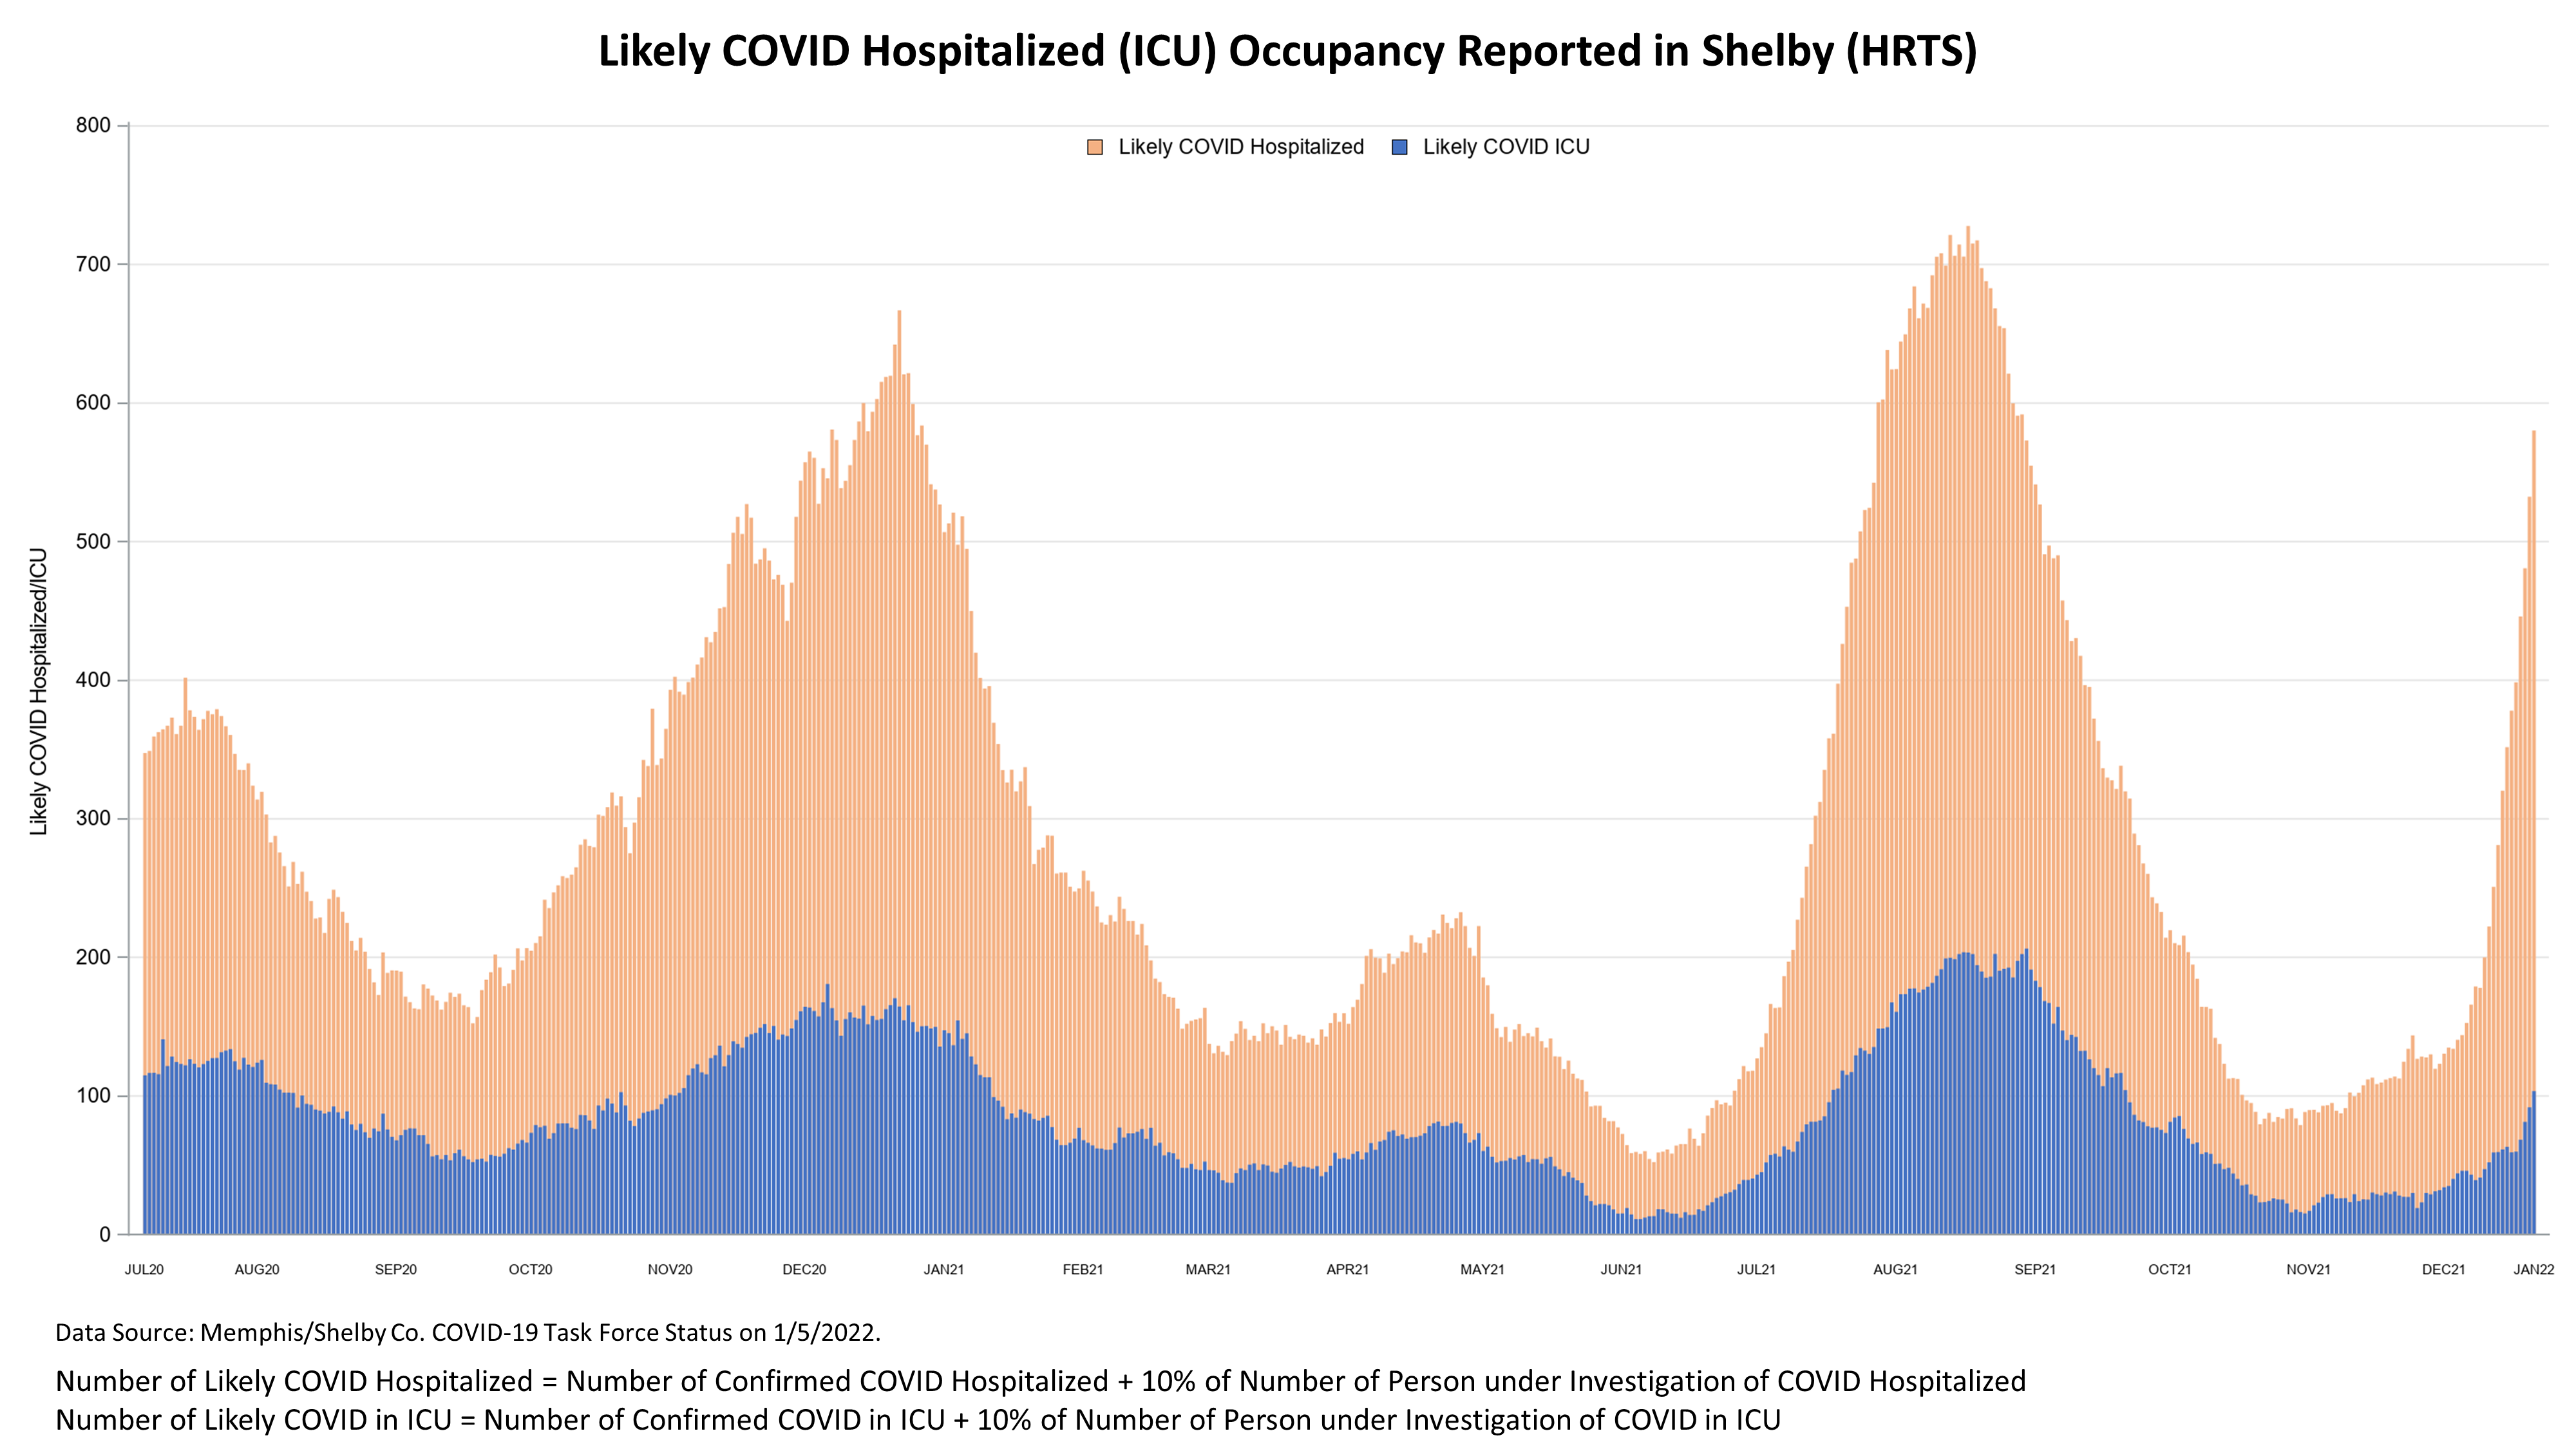 Likely COVID Hospitalized (ICU) Occupancy Reported in Shelby (HRTS)
Likely COVID Hospitalized
Likely COVID ICU
Likely COVID Hospitalized/ICU
800
700
600
500
400
300
200
100
0
JUL20
AUG20
SEP20
OCT20
NOV20
DEC20
JAN21
FEB21
MAR21
APR21
MAY21
JUN21
JUL21
AUG21
SEP21
OCT21
NOV21
DEC21
JAN22
Data Source: Memphis/Shelby Co. COVID-19 Task Force Status on 1/5/2022.
Number of Likely COVID Hospitalized = Number of Confirmed COVID Hospitalized + 10% of Number of Person under Investigation of COVID Hospitalized
Number of Likely COVID in ICU = Number of Confirmed COVID in ICU + 10% of Number of Person under Investigation of COVID in ICU